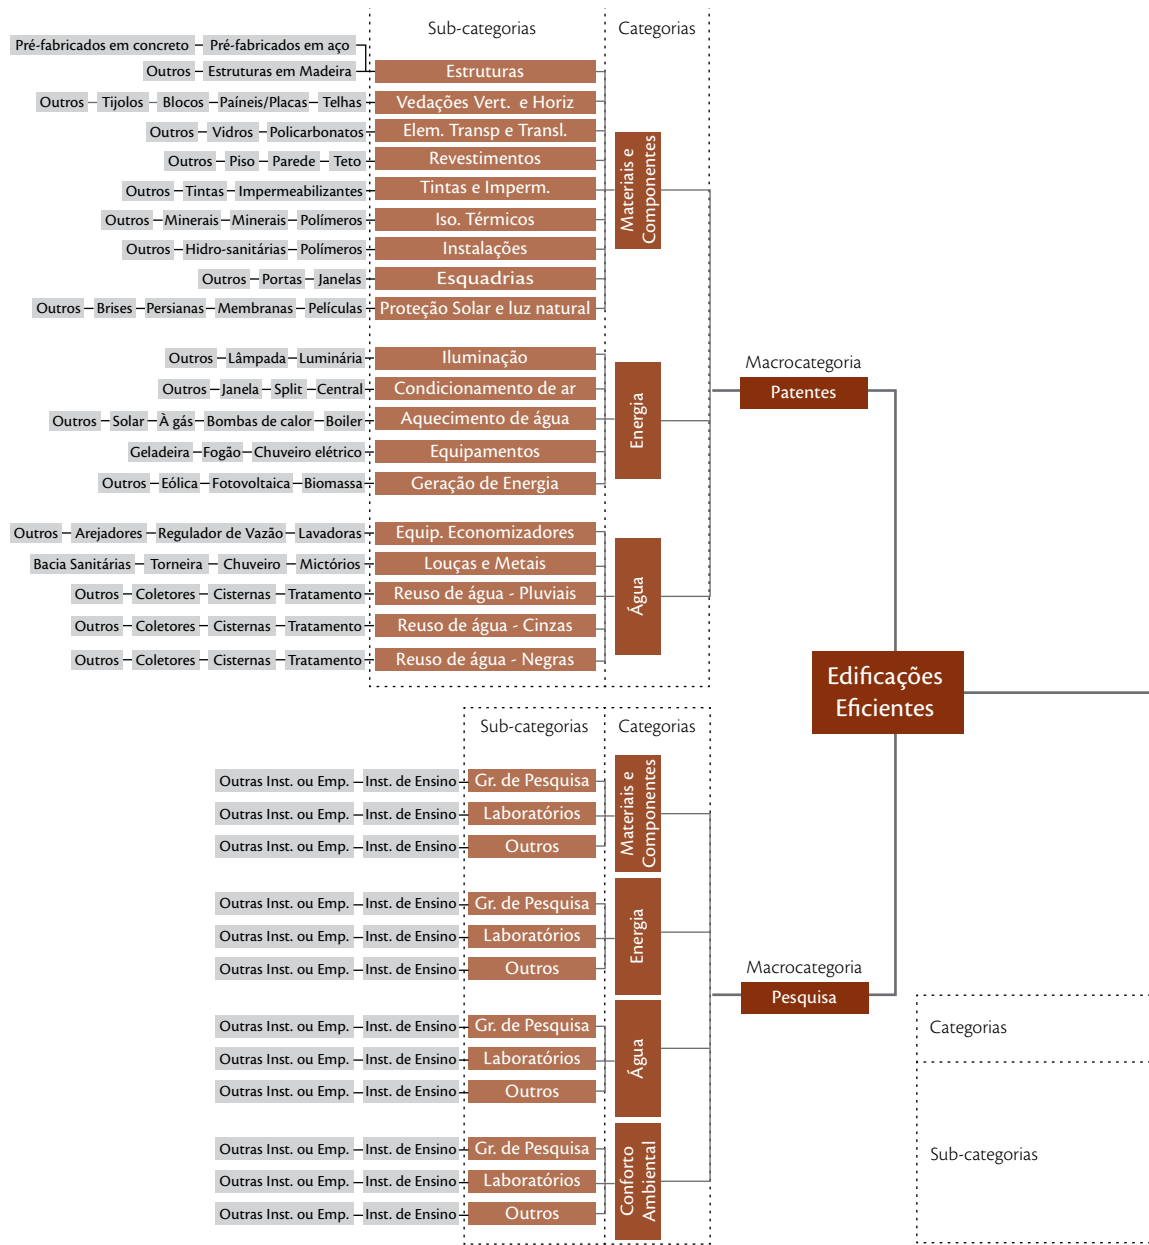 Sub-categorias Categorias
Pré-fabricados em concreto Pré-fabricados em aço
Outros Estruturas em Madeira Estruturas
Outros Tijolos Blocos Paíneis/Placas Telhas Vedações Vert. e Horiz
Outros Vidros Policarbonatos Elem. Transp e Transl.
Outros Piso Parede Teto Revestimentos
Outros Tintas Impermeabilizantes Tintas e Imperm.
Outros Minerais Minerais Polímeros Iso. Térmicos
Outros Hidro-sanitárias Polímeros Instalações
Outros Portas Janelas Esquadrias
Outros Brises Persianas Membranas Películas Proteção Solar e luz natural
Materiais e
Componentes
Outros Lâmpada Luminária Iluminação
Outros Janela Split Central Condicionamento de ar
Outros Solar À gás Bombas de calor Boiler Aquecimento de água
Geladeira Fogão Chuveiro elétrico Equipamentos
Outros Eólica Fotovoltaica Biomassa Geração de Energia
Energia
Macrocategoria
Patentes
Outros Arejadores Regulador de Vazão Lavadoras Equip. Economizadores
Bacia Sanitárias Torneira Chuveiro Mictórios Louças e Metais
Outros Coletores Cisternas Tratamento Reuso de água - Pluviais
Outros Coletores Cisternas Tratamento Reuso de água - Cinzas
Outros Coletores Cisternas Tratamento Reuso de água - Negras
Água
Edificações
Eficientes
Sub-categorias Categorias
Outras Inst. ou Emp. Inst. de Ensino Gr. de Pesquisa
Outras Inst. ou Emp. Inst. de Ensino Laboratórios
Outras Inst. ou Emp. Inst. de Ensino Outros
Materiais e
Componentes
Outras Inst. ou Emp. Inst. de Ensino Gr. de Pesquisa
Outras Inst. ou Emp. Inst. de Ensino Laboratórios
Outras Inst. ou Emp. Inst. de Ensino Outros
Energia
Macrocategoria
Pesquisa
Outras Inst. ou Emp. Inst. de Ensino Gr. de Pesquisa
Outras Inst. ou Emp. Inst. de Ensino Laboratórios
Outras Inst. ou Emp. Inst. de Ensino Outros
Água
Outras Inst. ou Emp. Inst. de Ensino Gr. de Pesquisa
Outras Inst. ou Emp. Inst. de Ensino Laboratórios
Outras Inst. ou Emp. Inst. de Ensino Outros
Conforto
Ambiental
Categorias
Sub-categorias